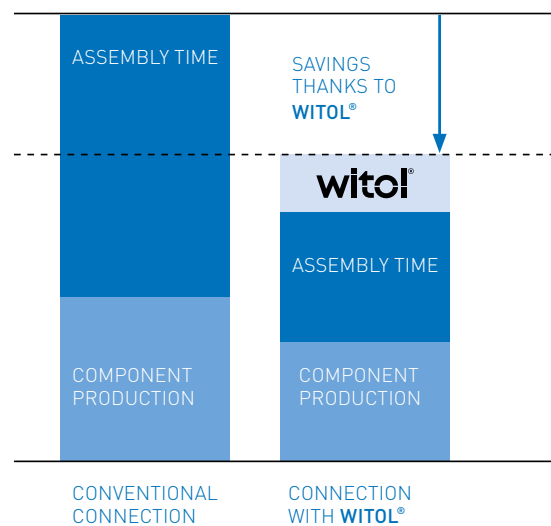 ASSEMBLY TIME
SAVINGS
THANKS TO
WITOL®
witol®
ASSEMBLY TIME
COMPONENT
PRODUCTION
COMPONENT
PRODUCTION
CONVENTIONAL
CONNECTION
CONNECTION
WITH WITOL®